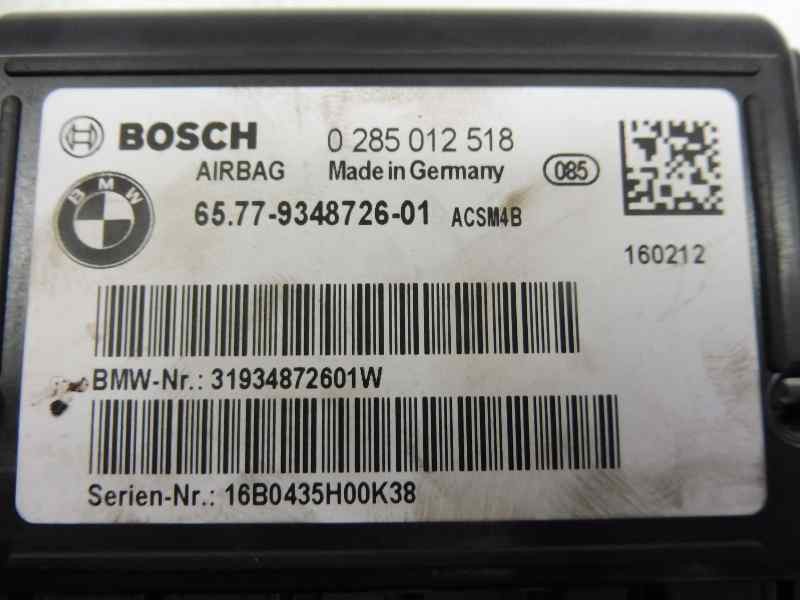 BOSCH 0 285 012 518
AIRBAG Made in Germany 085
BMW 65.77-9348726-01 ACSM4B
160212
BMW-Nr.: 31934872601W
Serien-Nr.: 16B0435H00K38